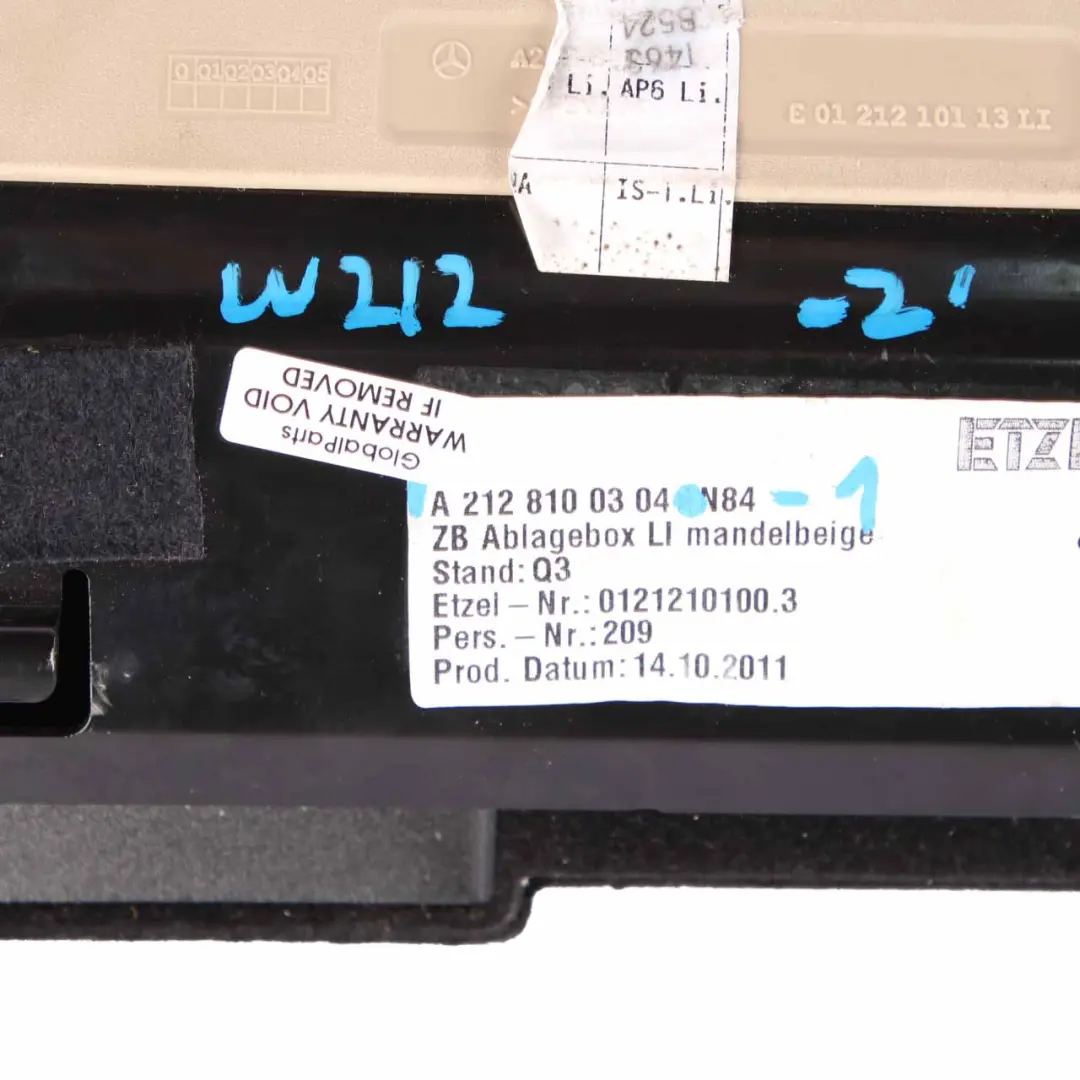 0 01 02 03 04 05
E 01 212 101 13 LI
8524
Li. AP6 Li.
IS-I.Li.
W212 -2'
GlobalParts
WARRANTY VOID
IF REMOVED
A 212 810 03 04 N84 -1
ZB Ablagebox LI mandelbeige
Stand: Q3
Etzel – Nr.: 0121210100.3
Pers. – Nr.: 209
Prod. Datum: 14.10.2011